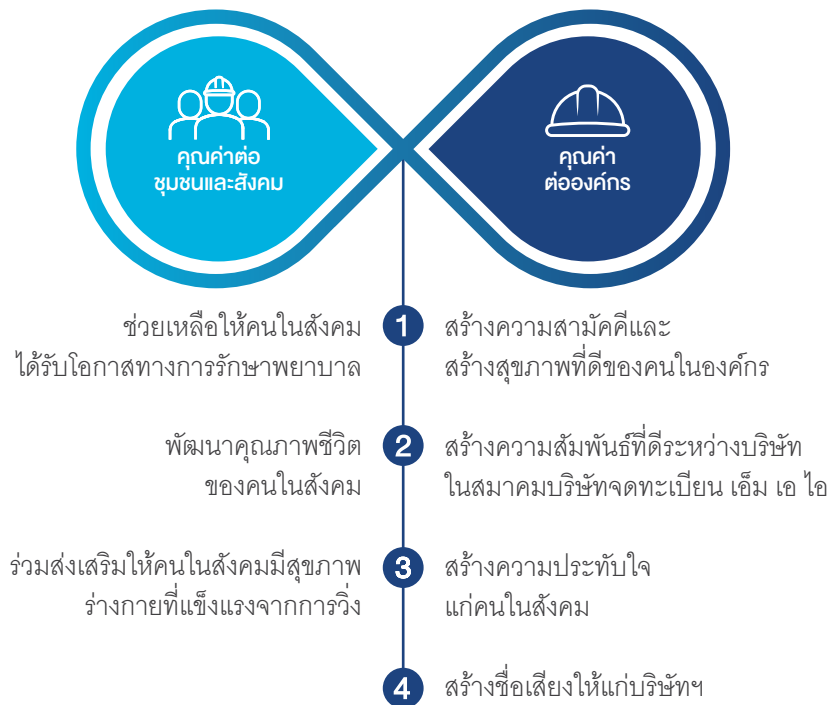 คุณค่าต่อ
ชุมชนและสังคม
คุณค่า
ต่อองค์กร
ช่วยเหลือให้คนในสังคม
ได้รับโอกาสทางการรักษาพยาบาล
1
สร้างความสามัคคีและ
สร้างสุขภาพที่ดีของคนในองค์กร
พัฒนาคุณภาพชีวิต
ของคนในสังคม
2
สร้างความสัมพันธ์ที่ดีระหว่างบริษัท
ในสมาคมบริษัทจดทะเบียน เอ็ม เอ ไอ
ร่วมส่งเสริมให้คนในสังคมมีสุขภาพ
ร่างกายที่แข็งแรงจากการวิ่ง
3
สร้างความประทับใจ
แก่คนในสังคม
4
สร้างชื่อเสียงให้แก่บริษัทฯ